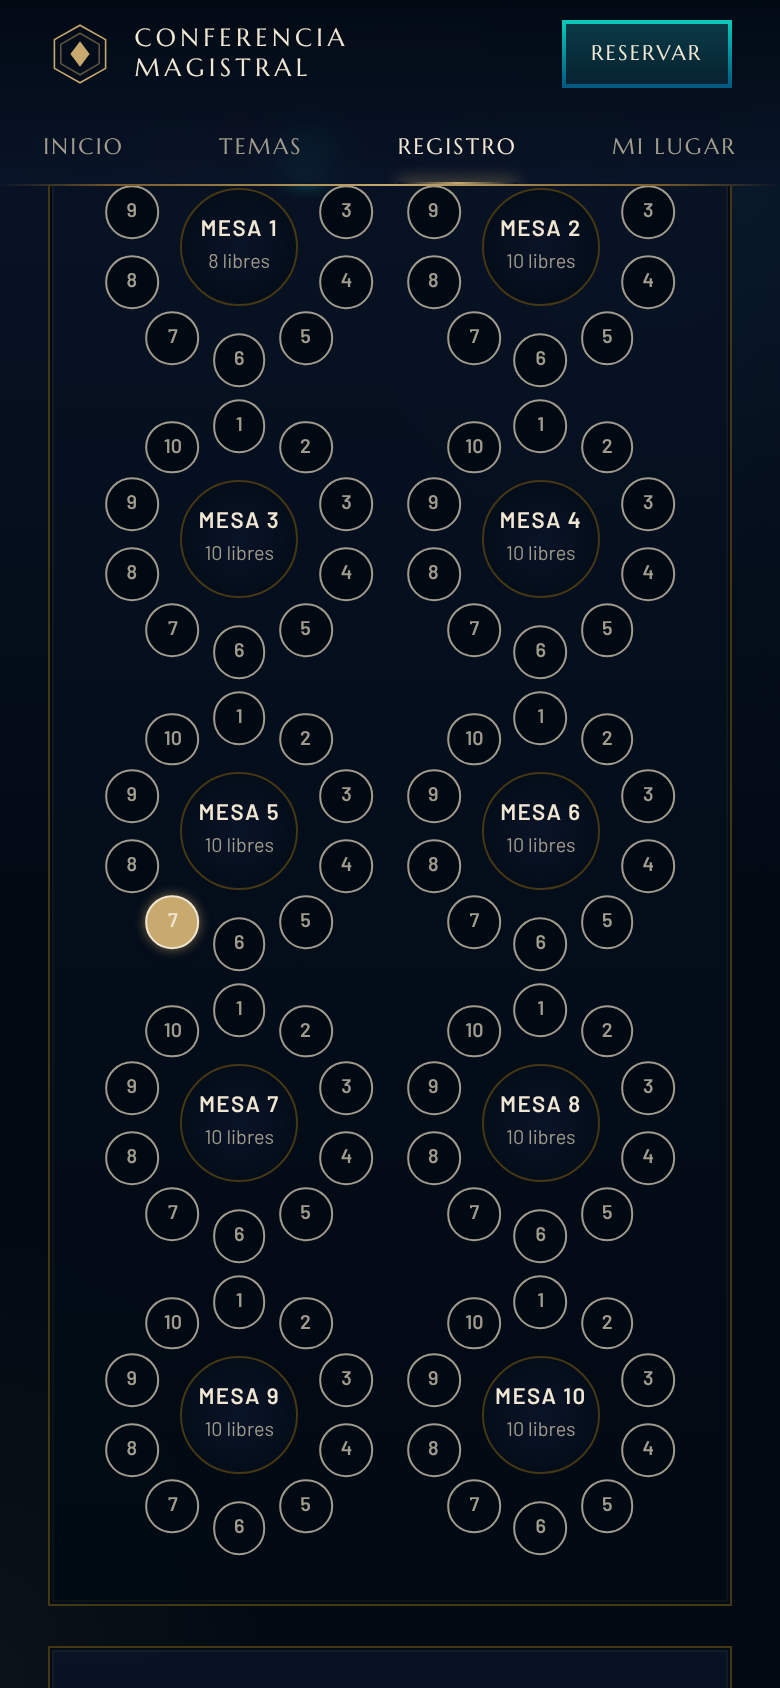 CONFERENCIA
MAGISTRAL
RESERVAR
INICIO TEMAS REGISTRO MI LUGAR
9 MESA 1 3 9 MESA 2 3
8 libres 10 libres
8 4 8 4
7 5 7 5
6 6
1 1
10 2 10 2
9 3 9 3
MESA 3 MESA 4
10 libres 10 libres
8 4 8 4
7 5 7 5
6 6
1 1
10 2 10 2
9 3 9 3
MESA 5 MESA 6
10 libres 10 libres
8 4 8 4
7 5 7 5
6 6
1 1
10 2 10 2
9 3 9 3
MESA 7 MESA 8
10 libres 10 libres
8 4 8 4
7 5 7 5
6 6
1 1
10 2 10 2
9 3 9 3
MESA 9 MESA 10
10 libres 10 libres
8 4 8 4
7 5 7 5
6 6